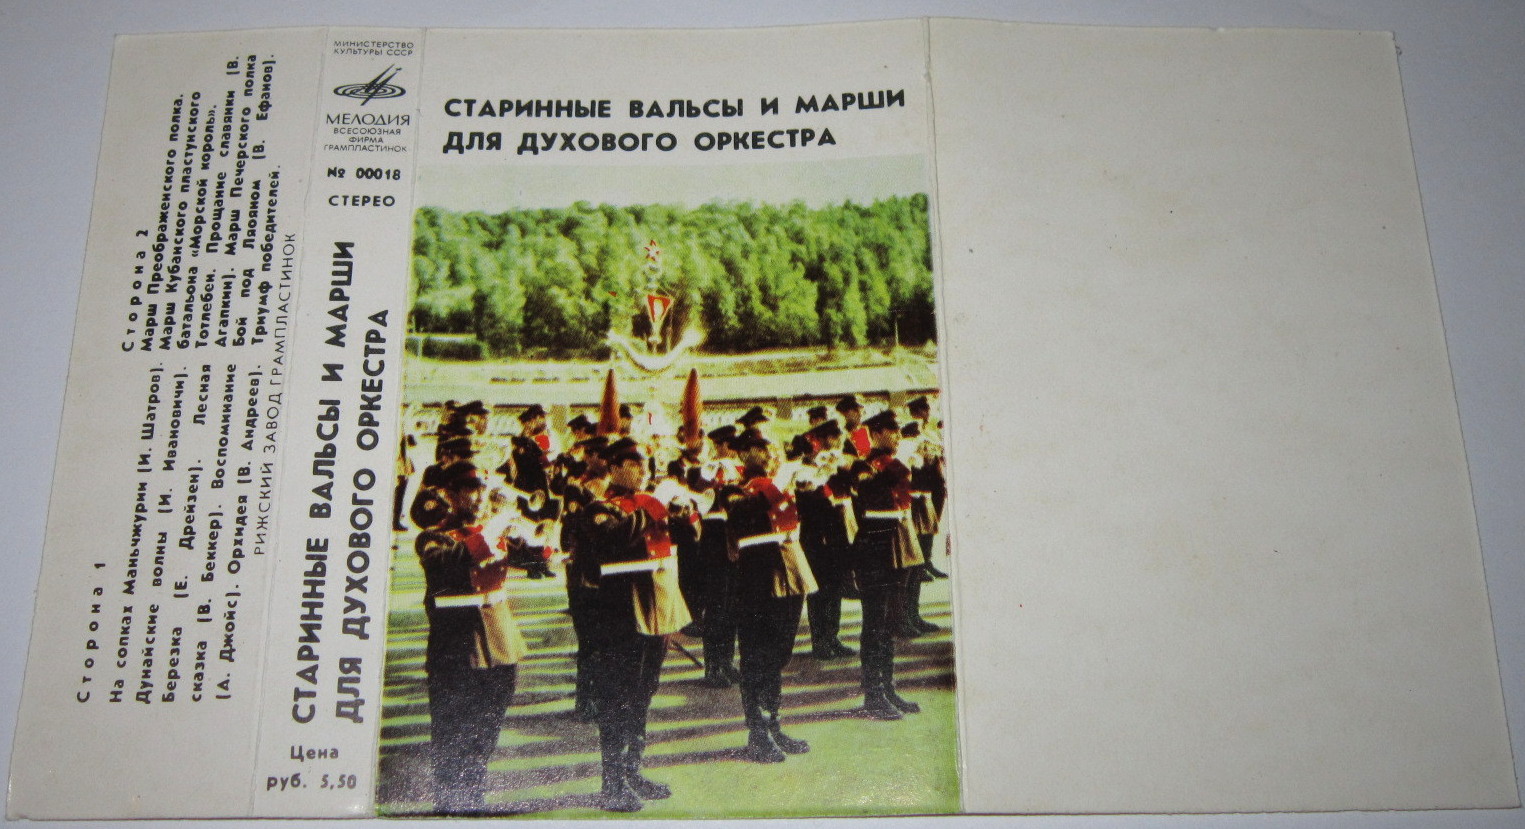 Сторона 1
На сопках Маньчжурии (И. Шатров).
Дунайские волны (И. Иванович).
Березка (Е. Дрейзен). Лесная
сказка (В. Беккер). Воспоминание
(А. Джойс). Орхидея (В. Андреев).
Сторона 2
Марш Преображенского полка.
Марш Кубанского пластунского
батальона «Морской король».
Тотлебен. Прощание славянки (В.
Агапкин). Марш Печерского полка
Бой под Ляояном (В. Ефанов).
Триумф победителей.
РИЖСКИЙ ЗАВОД ГРАМПЛАСТИНОК
МИНИСТЕРСТВО
КУЛЬТУРЫ СССР
МЕЛОДИЯ
ВСЕСОЮЗНАЯ
ФИРМА
ГРАМПЛАСТИНОК
№ 00018
СТЕРЕО
СТАРИННЫЕ ВАЛЬСЫ И МАРШИ
ДЛЯ ДУХОВОГО ОРКЕСТРА
Цена
руб. 5,50
СТАРИННЫЕ ВАЛЬСЫ И МАРШИ
ДЛЯ ДУХОВОГО ОРКЕСТРА